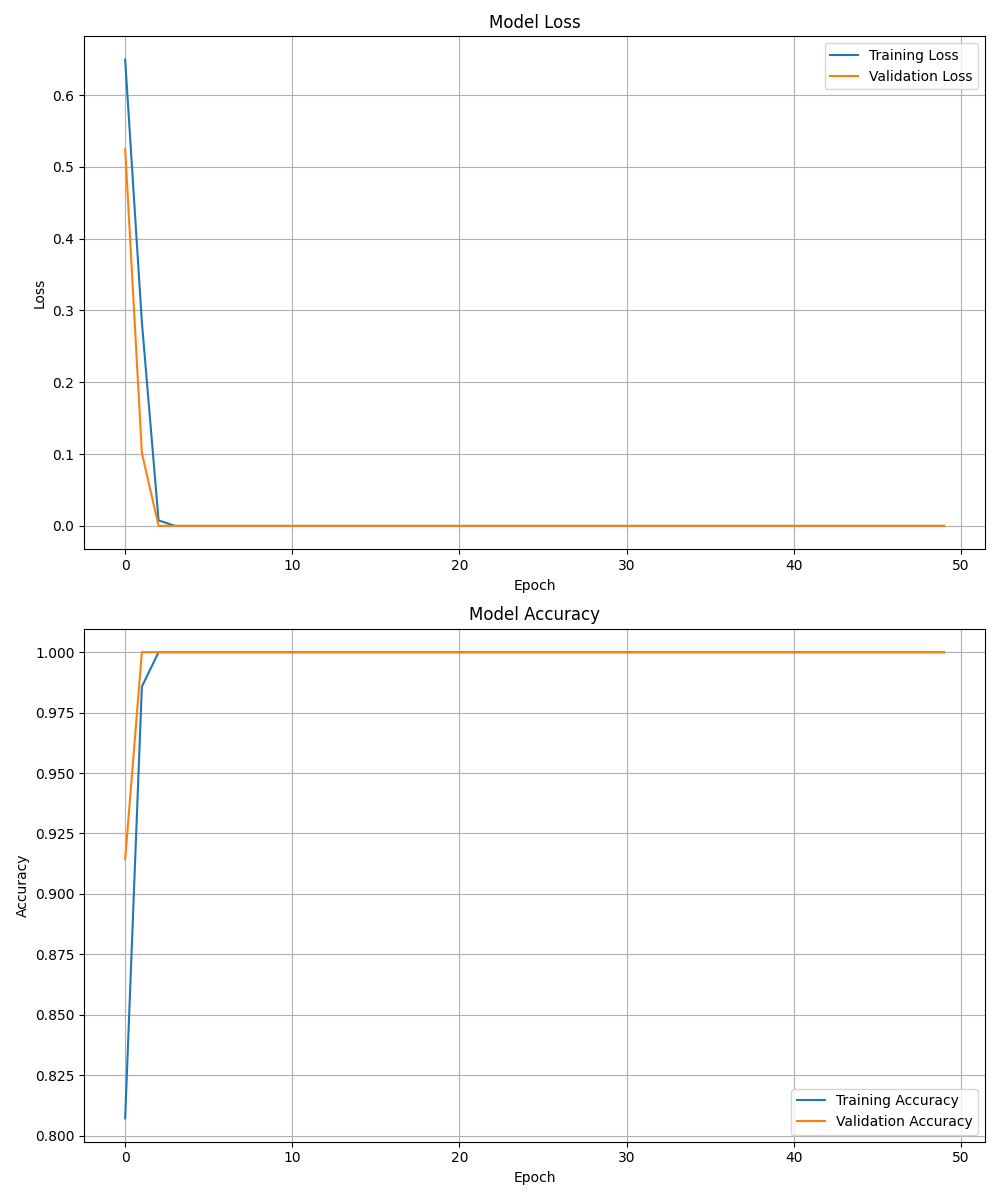 Model Loss
Training Loss
Validation Loss
0.6
0.5
0.4
0.3
0.2
0.1
0.0
Loss
0 10 20 30 40 50
Epoch
Model Accuracy
1.000
0.975
0.950
0.925
0.900
0.875
0.850
0.825
0.800
Accuracy
Training Accuracy
Validation Accuracy
0 10 20 30 40 50
Epoch